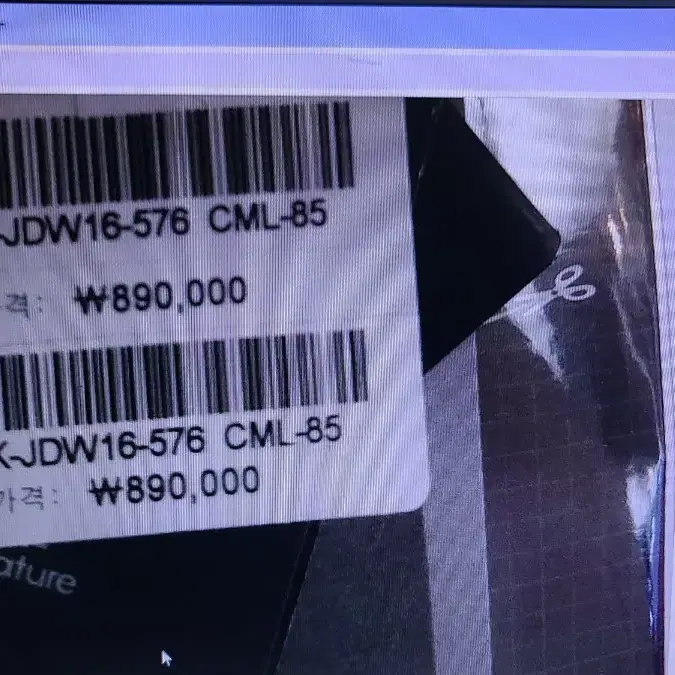 -JDW16-576 CML-85
격: ₩890,000
K-JDW16-576 CML-85
가격: ₩890,000
ature